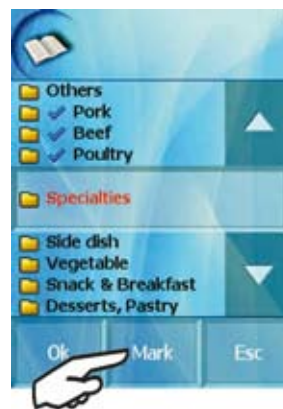 Others
Pork
Beef
Poultry
Specialties
Side dish
Vegetable
Snack & Breakfast
Desserts, Pastry
Ok Mark Esc